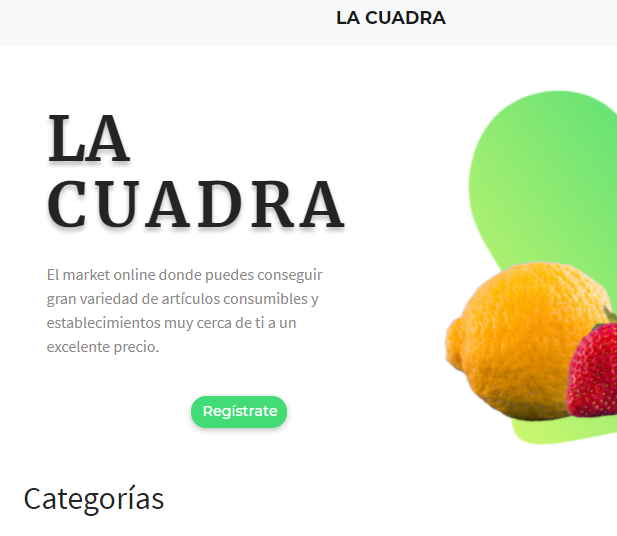 LA CUADRA
LA
CUADRA
El market online donde puedes conseguir
gran variedad de artículos consumibles y
establecimientos muy cerca de ti a un
excelente precio.
Regístrate
Categorías